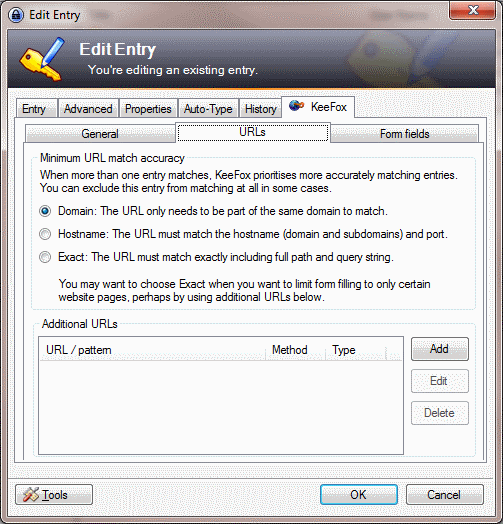 Edit Entry
Edit Entry
You're editing an existing entry.
Entry Advanced Properties Auto-Type History KeeFox
General URLs Form fields
Minimum URL match accuracy
When more than one entry matches, KeeFox prioritises more accurately matching entries.
You can exclude this entry from matching at all in some cases.
Domain: The URL only needs to be part of the same domain to match.
Hostname: The URL must match the hostname (domain and subdomains) and port.
Exact: The URL must match exactly including full path and query string.
You may want to choose Exact when you want to limit form filling to only certain
website pages, perhaps by using additional URLs below.
Additional URLs
URL / pattern Method Type
Add
Edit
Delete
Tools OK Cancel